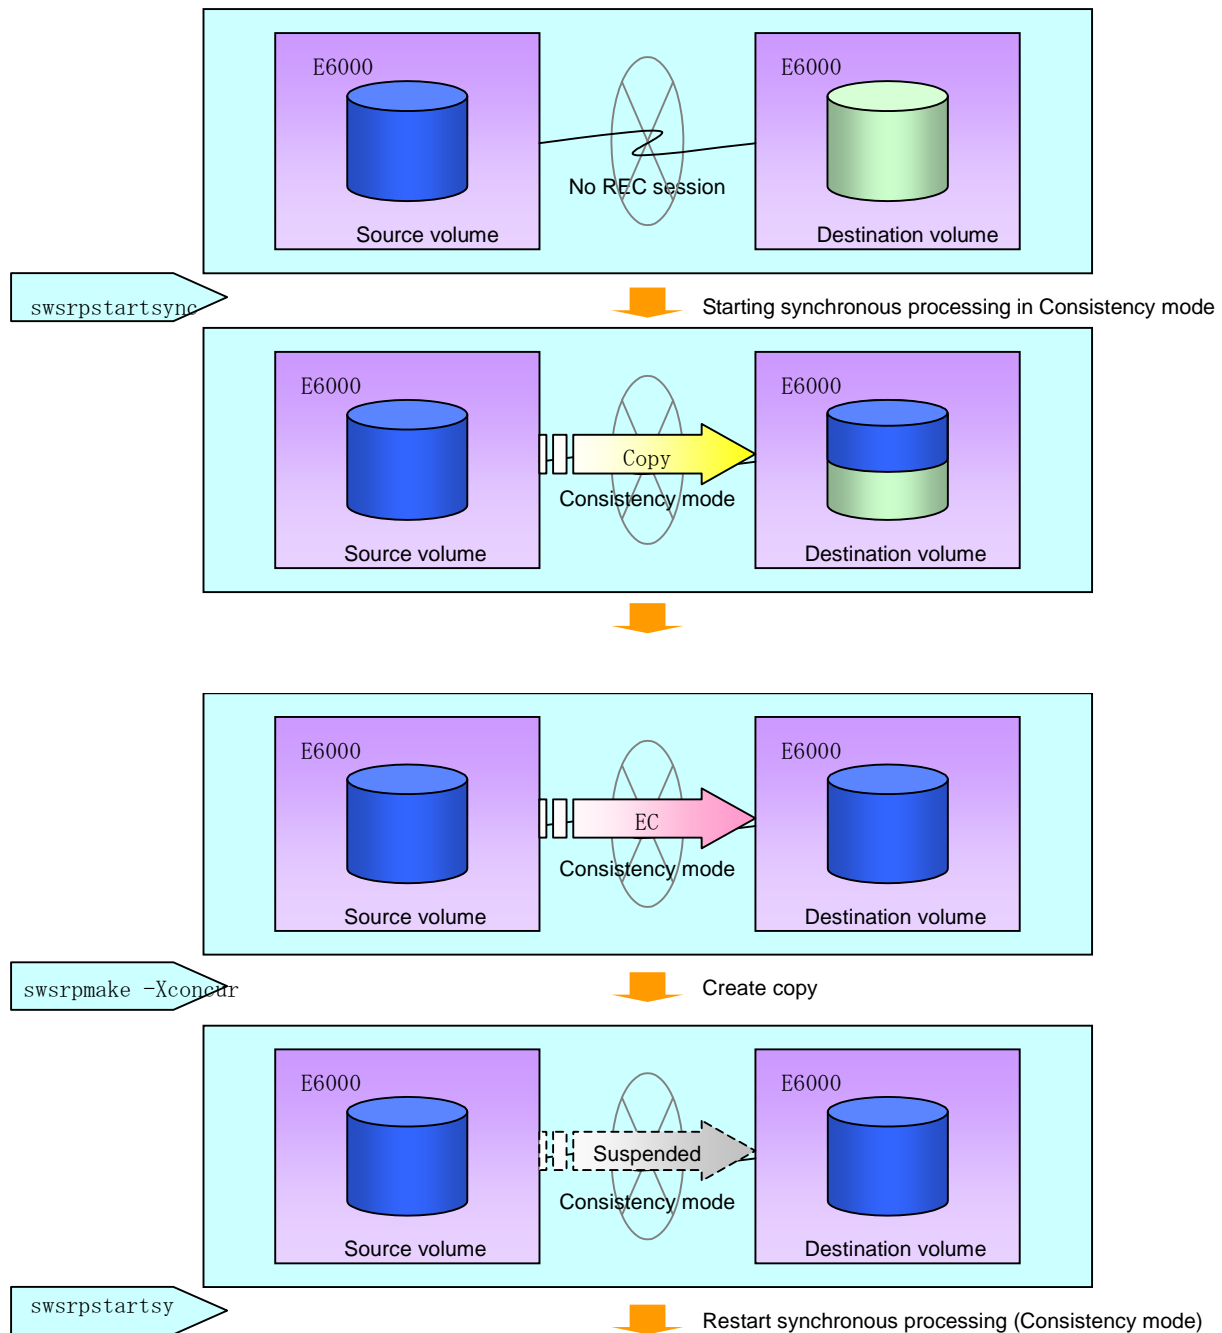 E6000
E6000
No REC session
Source volume
Destination volume
swsrpstartsync
Starting synchronous processing in Consistency mode
E6000
E6000
Copy
Consistency mode
Source volume
Destination volume
E6000
E6000
EC
Consistency mode
Source volume
Destination volume
swsrpmake -Xconcur
Create copy
E6000
E6000
Suspended
Consistency mode
Source volume
Destination volume
swsrpstartsy
Restart synchronous processing (Consistency mode)